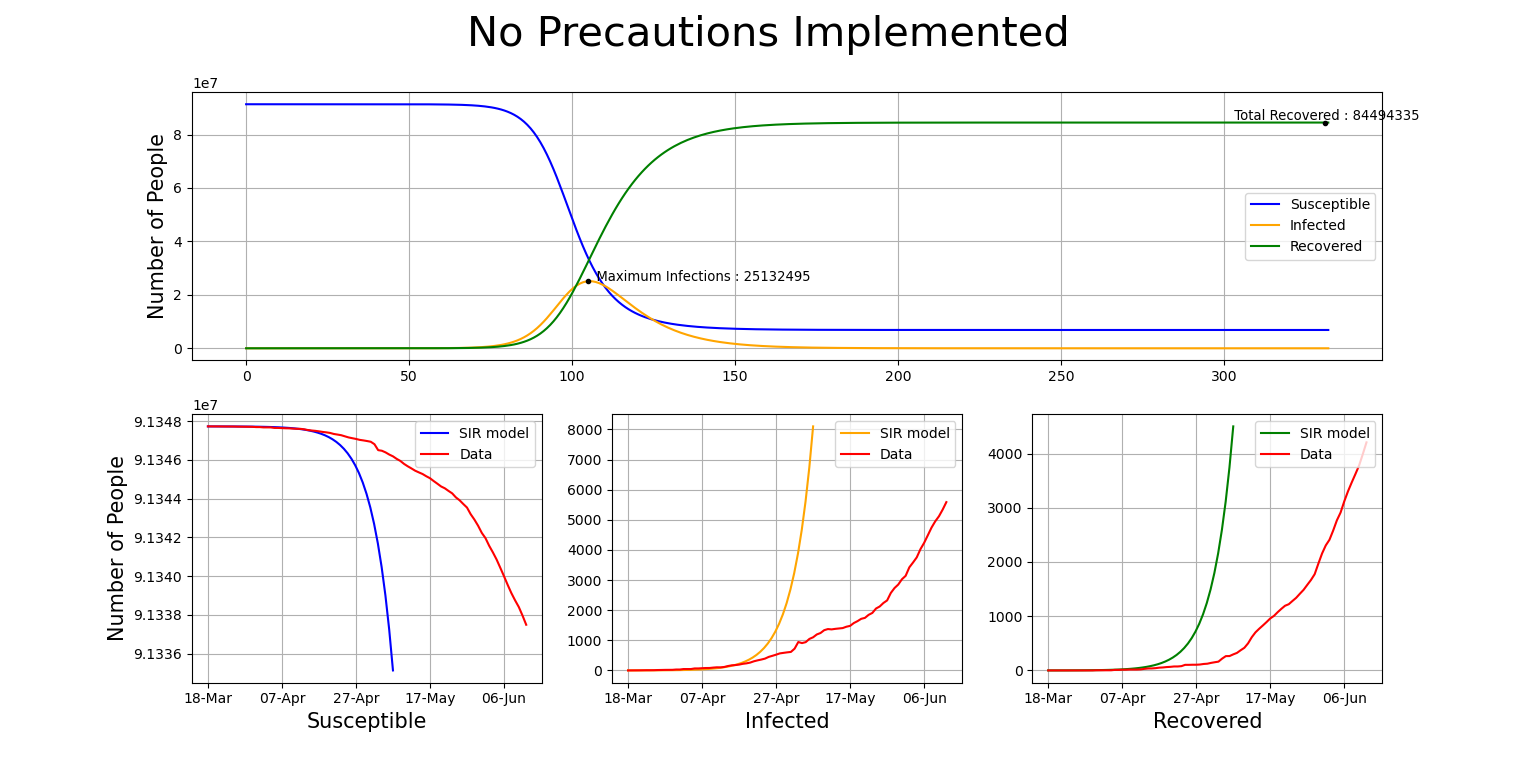 No Precautions Implemented
1e7
Number of People
8
6
4
2
0
Total Recovered : 84494335
Maximum Infections : 25132495
Susceptible
Infected
Recovered
0 50 100 150 200 250 300
1e7
Number of People
9.1348
9.1346
9.1344
9.1342
9.1340
9.1338
9.1336
SIR model
Data
18-Mar 07-Apr 27-Apr 17-May 06-Jun
Susceptible
8000
7000
6000
5000
4000
3000
2000
1000
0
SIR model
Data
18-Mar 07-Apr 27-Apr 17-May 06-Jun
Infected
4000
3000
2000
1000
0
SIR model
Data
18-Mar 07-Apr 27-Apr 17-May 06-Jun
Recovered